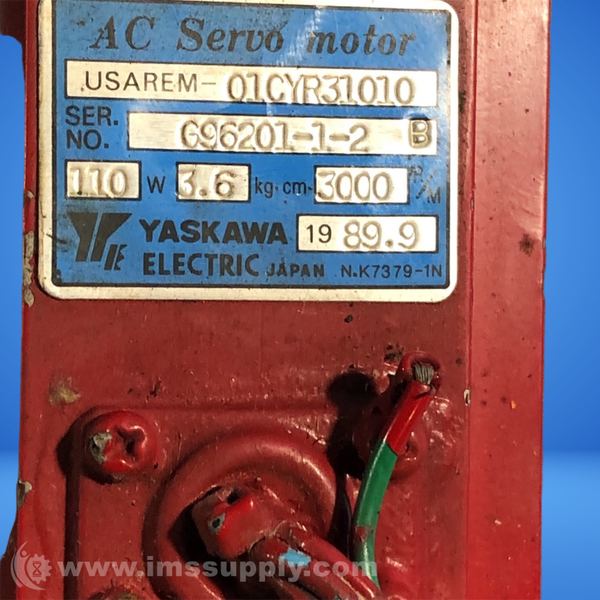 AC Servo motor
USAREM- 01CYR31010
SER. NO. G96201-1-2 B
110 W 3.6 kg·cm 3000 R/M
YASKAWA 19 89.9
ELECTRIC JAPAN N.K7379-1N
www.imssupply.com